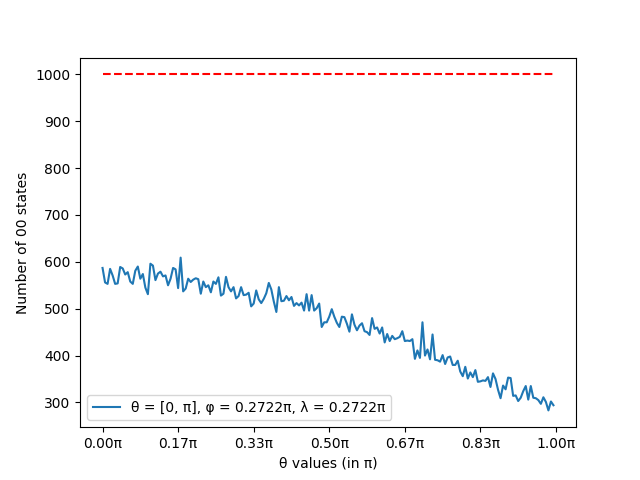 Number of 00 states
1000
900
800
700
600
500
400
300
θ = [0, π], φ = 0.2722π, λ = 0.2722π
0.00π 0.17π 0.33π 0.50π 0.67π 0.83π 1.00π
θ values (in π)